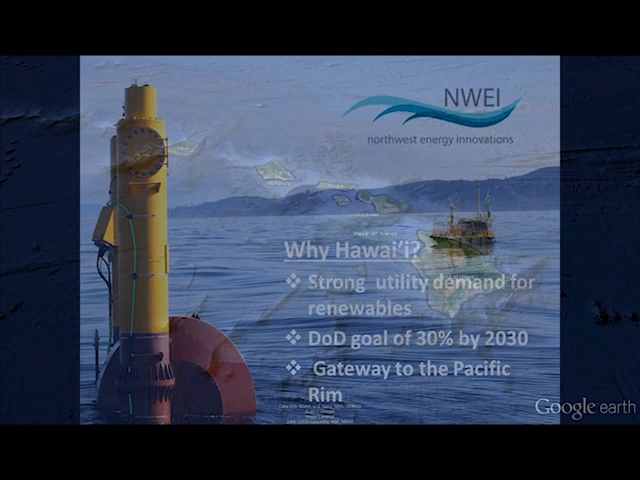 NWEI
northwest energy innovations
Why Hawai'i?
❖ Strong utility demand for
renewables
❖ DoD goal of 30% by 2030
❖ Gateway to the Pacific
Rim
Google earth